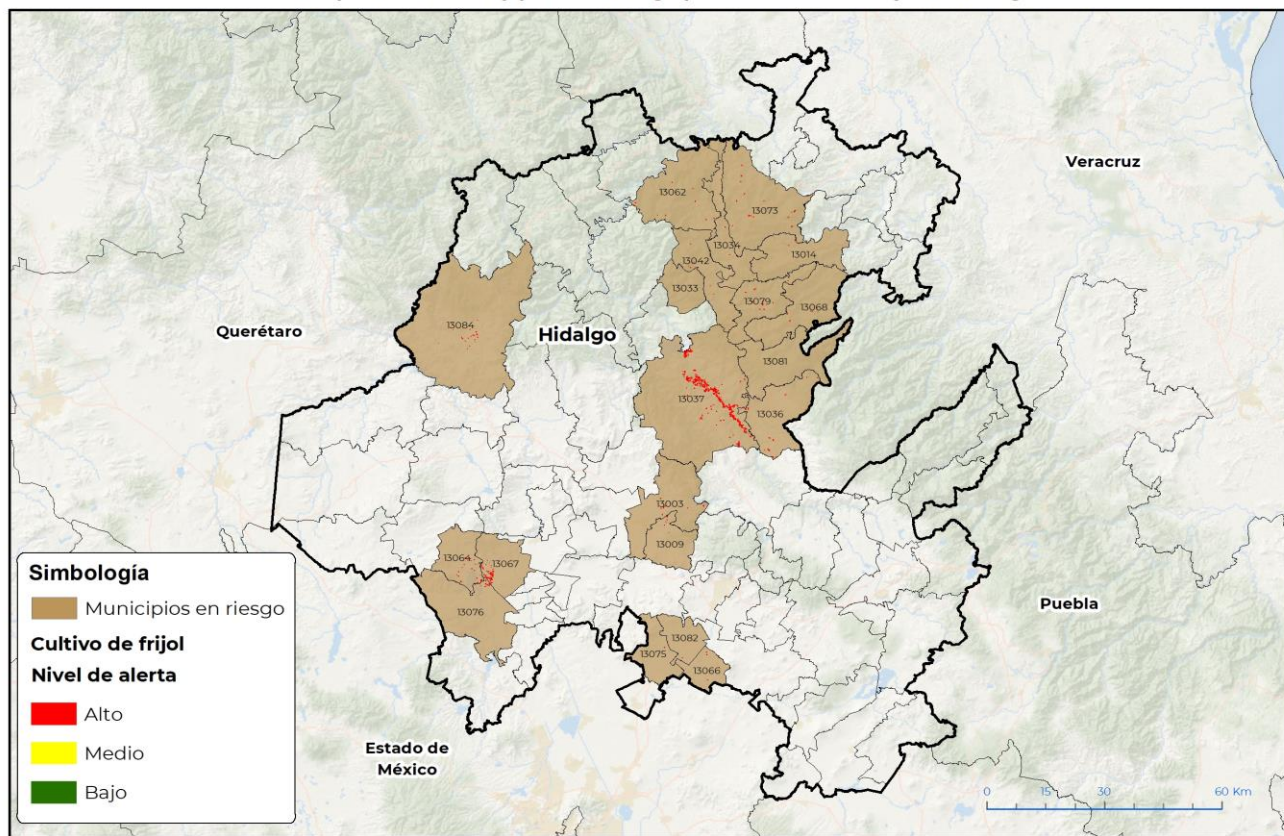 Veracruz
13062
13073
13034
13042
13014
13033
13079
13068
13084
Querétaro
Hidalgo
13081
13037
13036
13003
13009
13064
13067
13076
13082
13075
13066
Puebla
Estado de
México
Simbología
Municipios en riesgo
Cultivo de frijol
Nivel de alerta
Alto
Medio
Bajo
0 15 30 60 Km